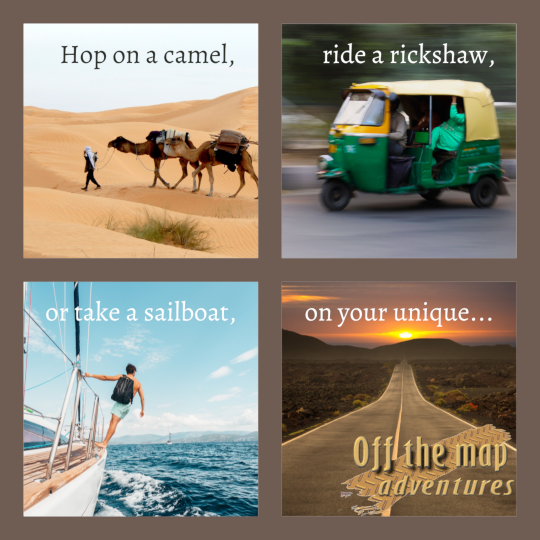 Hop on a camel,
ride a rickshaw,
or take a sailboat,
on your unique...
Off the map
adventures